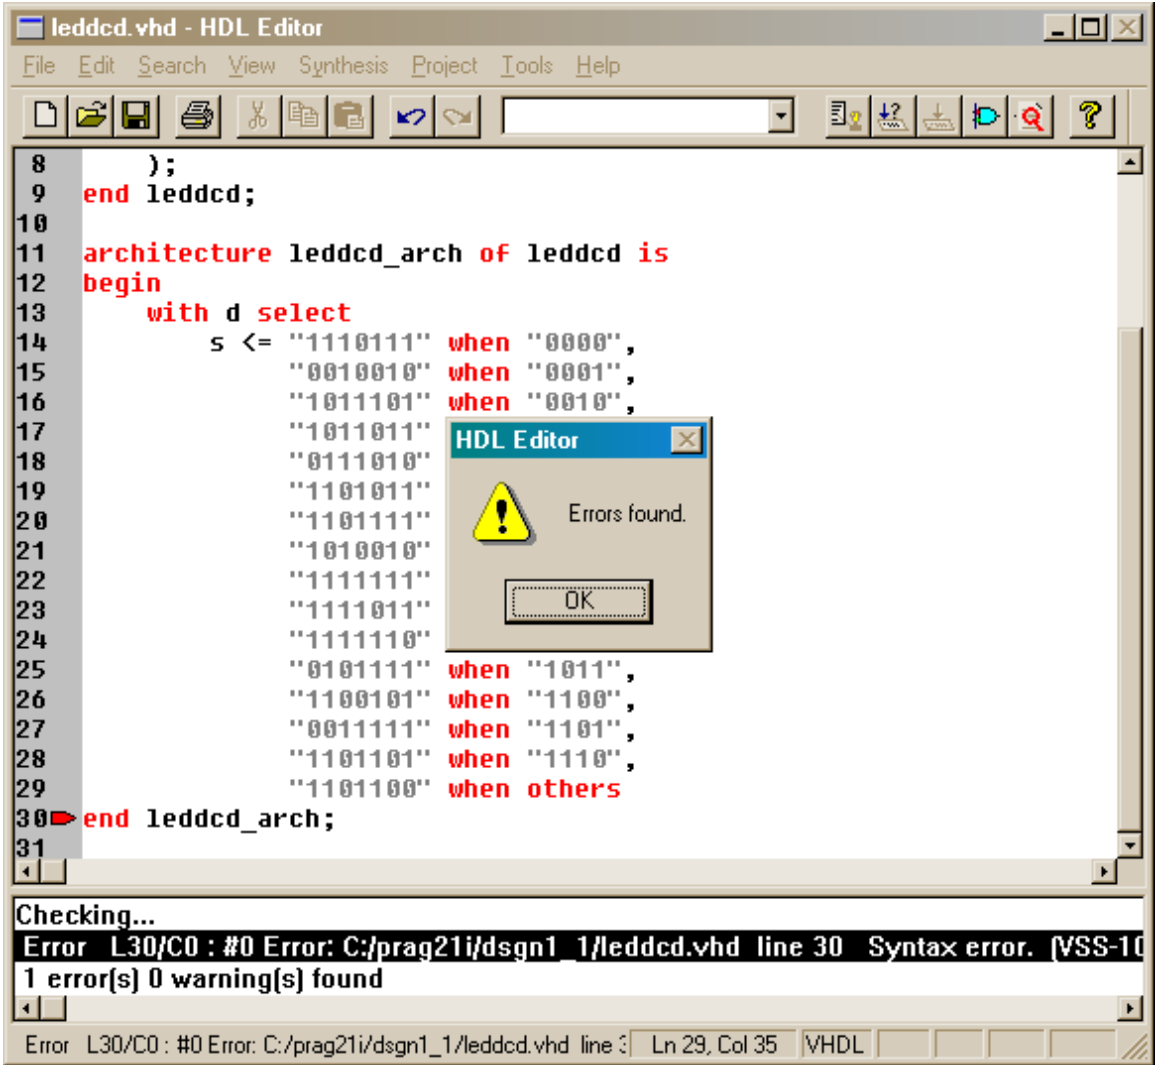 leddcd.vhd - HDL Editor
File Edit Search View Synthesis Project Tools Help
8 );
9 end leddcd;
10
11 architecture leddcd_arch of leddcd is
12 begin
13 with d select
14 s <= "1110111" when "0000",
15 "0010010" when "0001",
16 "1011101" when "0010",
17 "1011011"
18 "0111010"
19 "1101011"
20 "1101111"
21 "1010010"
22 "1111111"
23 "1111011"
24 "1111110"
25 "0101111" when "1011",
26 "1100101" when "1100",
27 "0011111" when "1101",
28 "1101101" when "1110",
29 "1101100" when others
30 end leddcd_arch;
31
HDL Editor
Errors found.
OK
Checking...
Error L30/C0 : #0 Error: C:/prag21i/dsgn1_1/leddcd.vhd line 30 Syntax error. (VSS-10
1 error(s) 0 warning(s) found
Error L30/C0 : #0 Error: C:/prag21i/dsgn1_1/leddcd.vhd line 3 Ln 29, Col 35 VHDL